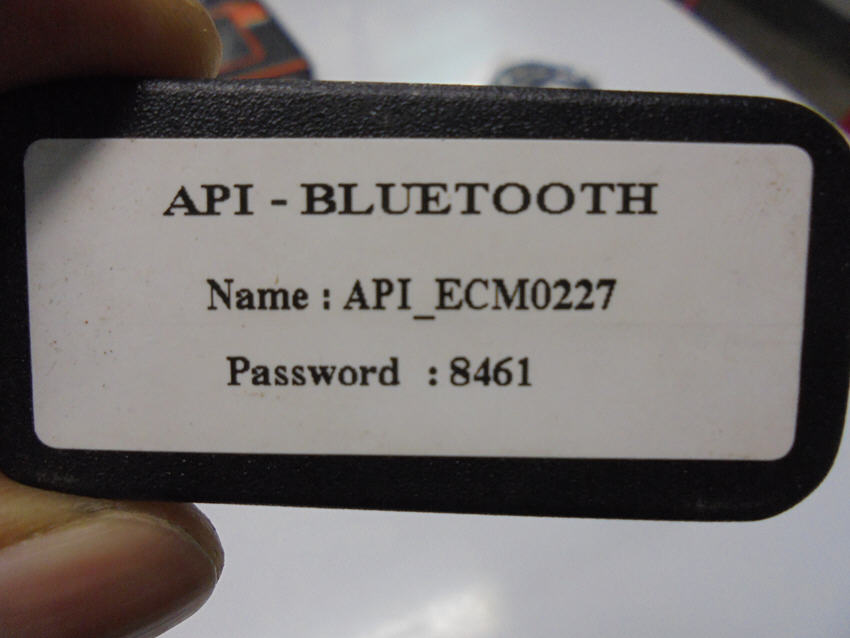 API - BLUETOOTH
Name : API_ECM0227
Password : 8461